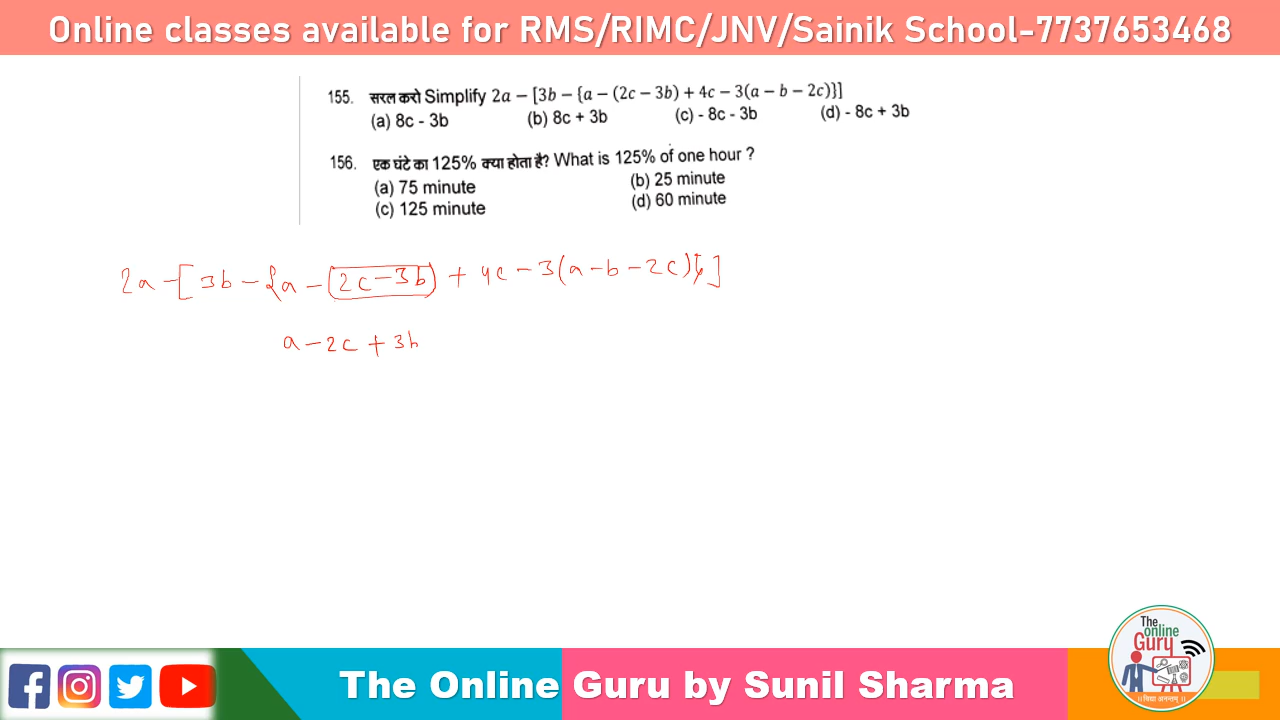 Online classes available for RMS/RIMC/JNV/Sainik School-7737653468
155. सरल करो Simplify 2a − [3b − {a − (2c − 3b) + 4c − 3(a − b − 2c)}]
(a) 8c - 3b (b) 8c + 3b (c) - 8c - 3b (d) - 8c + 3b
156. एक घंटे का 125% क्या होता है? What is 125% of one hour ?
(a) 75 minute (b) 25 minute
(c) 125 minute (d) 60 minute
2a − [3b − {a − (2c − 3b) + 4c − 3(a − b − 2c)}]
a − 2c + 3b
The online Guru
।। विद्या अनन्तम ।।
The Online Guru by Sunil Sharma